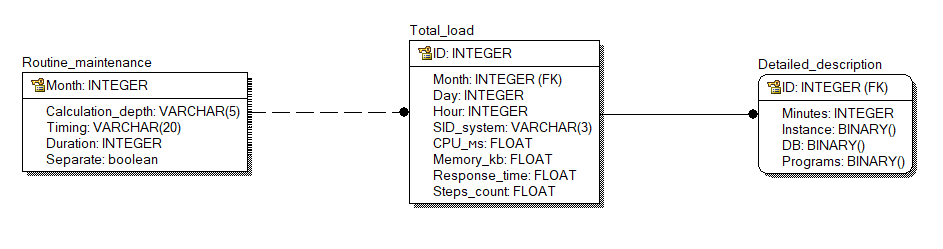 Routine_maintenance
Month: INTEGER
Calculation_depth: VARCHAR(5)
Timing: VARCHAR(20)
Duration: INTEGER
Separate: boolean
Total_load
ID: INTEGER
Month: INTEGER (FK)
Day: INTEGER
Hour: INTEGER
SID_system: VARCHAR(3)
CPU_мs: FLOAT
Memory_kb: FLOAT
Response_time: FLOAT
Steps_count: FLOAT
Detailed_description
ID: INTEGER (FK)
Minutes: INTEGER
Instance: BINARY()
DB: BINARY()
Programs: BINARY()